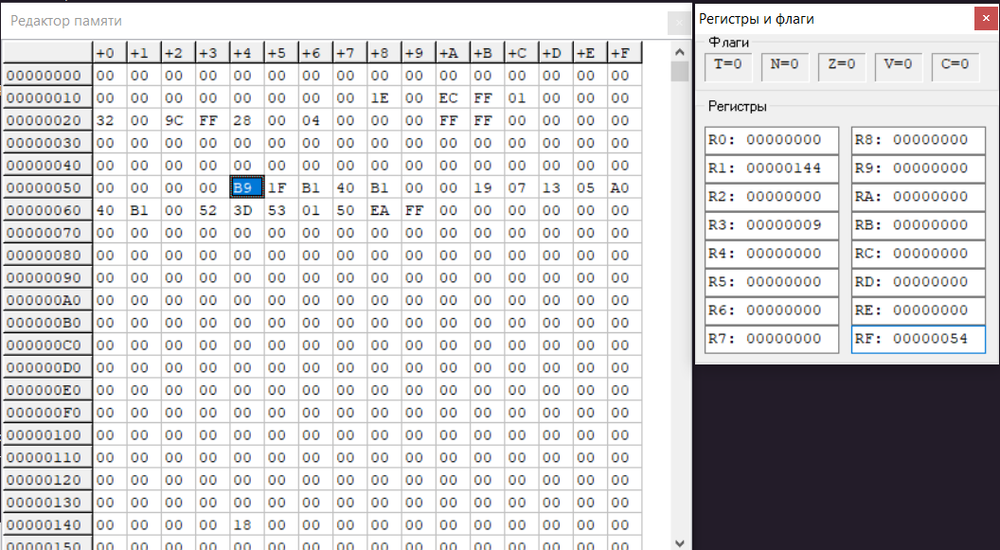 Редактор памяти
+0 +1 +2 +3 +4 +5 +6 +7 +8 +9 +A +B +C +D +E +F
00000000 00 00 00 00 00 00 00 00 00 00 00 00 00 00 00 00
00000010 00 00 00 00 00 00 00 00 1E 00 EC FF 01 00 00 00
00000020 32 00 9C FF 28 00 04 00 00 00 FF FF 00 00 00 00
00000030 00 00 00 00 00 00 00 00 00 00 00 00 00 00 00 00
00000040 00 00 00 00 00 00 00 00 00 00 00 00 00 00 00 00
00000050 00 00 00 00 B9 1F B1 40 B1 00 00 19 07 13 05 A0
00000060 40 B1 00 52 3D 53 01 50 EA FF 00 00 00 00 00 00
00000070 00 00 00 00 00 00 00 00 00 00 00 00 00 00 00 00
00000080 00 00 00 00 00 00 00 00 00 00 00 00 00 00 00 00
00000090 00 00 00 00 00 00 00 00 00 00 00 00 00 00 00 00
000000A0 00 00 00 00 00 00 00 00 00 00 00 00 00 00 00 00
000000B0 00 00 00 00 00 00 00 00 00 00 00 00 00 00 00 00
000000C0 00 00 00 00 00 00 00 00 00 00 00 00 00 00 00 00
000000D0 00 00 00 00 00 00 00 00 00 00 00 00 00 00 00 00
000000E0 00 00 00 00 00 00 00 00 00 00 00 00 00 00 00 00
000000F0 00 00 00 00 00 00 00 00 00 00 00 00 00 00 00 00
00000100 00 00 00 00 00 00 00 00 00 00 00 00 00 00 00 00
00000110 00 00 00 00 00 00 00 00 00 00 00 00 00 00 00 00
00000120 00 00 00 00 00 00 00 00 00 00 00 00 00 00 00 00
00000130 00 00 00 00 00 00 00 00 00 00 00 00 00 00 00 00
00000140 00 00 00 00 18 00 00 00 00 00 00 00 00 00 00 00
00000150 00 00 00 00 00 00 00 00 00 00 00 00 00 00 00 00
Регистры и флаги
Флаги
T=0 N=0 Z=0 V=0 C=0
Регистры
R0: 00000000 R8: 00000000
R1: 00000144 R9: 00000000
R2: 00000000 RA: 00000000
R3: 00000009 RB: 00000000
R4: 00000000 RC: 00000000
R5: 00000000 RD: 00000000
R6: 00000000 RE: 00000000
R7: 00000000 RF: 00000054